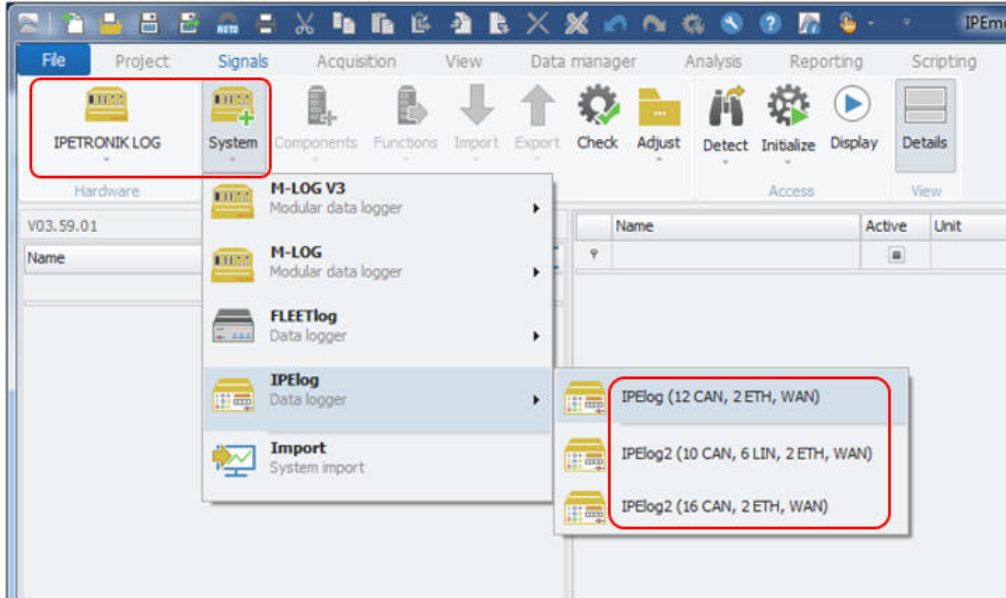 AUTO
IPEmo
File Project Signals Acquisition View Data manager Analysis Reporting Scripting
IPETRONIK LOG System Components Functions Import Export Check Adjust Detect Initialize Display Details
Hardware Access View
V03.59.01
Name
Name Active Unit
M-LOG V3
Modular data logger
M-LOG
Modular data logger
FLEETlog
Data logger
IPElog
Data logger
Import
System import
IPElog (12 CAN, 2 ETH, WAN)
IPElog2 (10 CAN, 6 LIN, 2 ETH, WAN)
IPElog2 (16 CAN, 2 ETH, WAN)